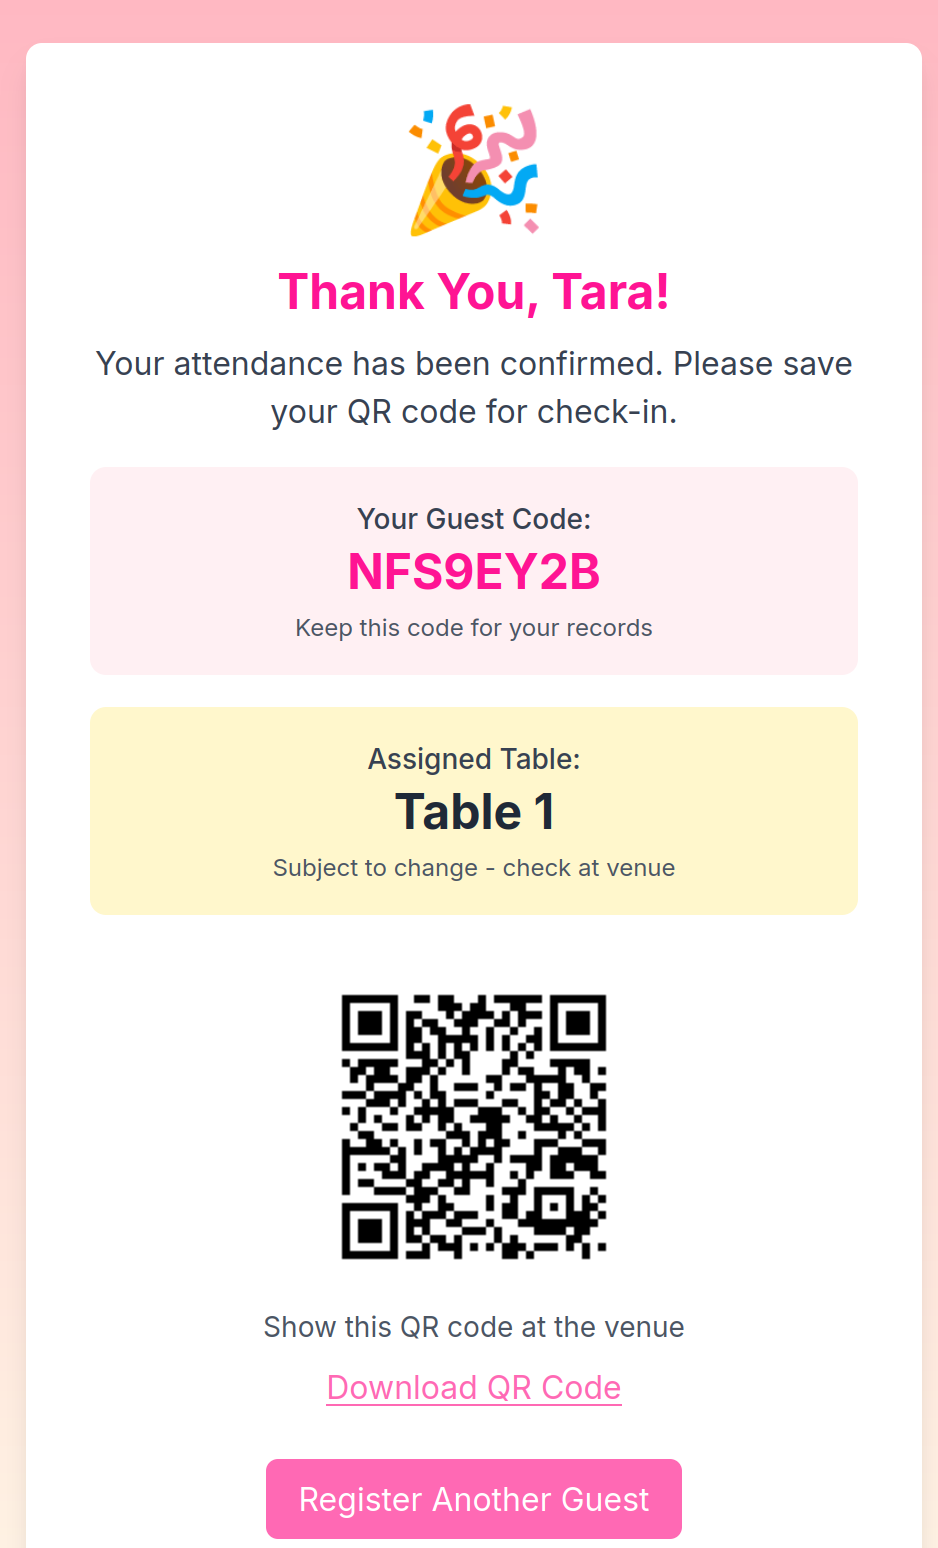 Thank You, Tara!
Your attendance has been confirmed. Please save
your QR code for check-in.
Your Guest Code:
NFS9EY2B
Keep this code for your records
Assigned Table:
Table 1
Subject to change - check at venue
Show this QR code at the venue
Download QR Code
Register Another Guest